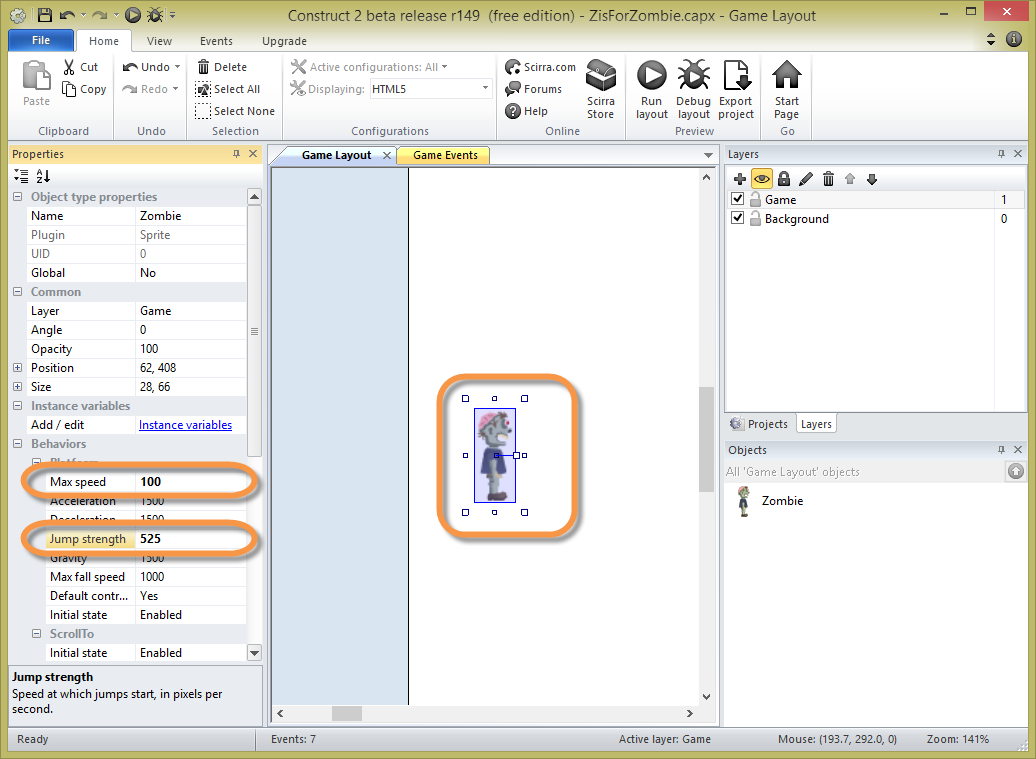 Construct 2 beta release r149 (free edition) - ZisForZombie.capx - Game Layout
File Home View Events Upgrade
Paste Cut Copy
Clipboard
Undo Redo
Undo
Delete
Select All
Select None
Selection
Active configurations: All
Displaying: HTML5
Configurations
Scirra.com
Forums
Help
Scirra Store
Online
Run layout
Debug layout
Export project
Preview
Start Page
Go
Properties
Object type properties
Name Zombie
Plugin Sprite
UID 0
Global No
Common
Layer Game
Angle 0
Opacity 100
Position 62, 408
Size 28, 66
Instance variables
Add / edit Instance variables
Behaviors
Platform
Max speed 100
Acceleration 1500
Deceleration 1500
Jump strength 525
Gravity 1500
Max fall speed 1000
Default contr... Yes
Initial state Enabled
ScrollTo
Initial state Enabled
Jump strength
Speed at which jumps start, in pixels per
second.
Game Layout Game Events
Layers
Game 1
Background 0
Projects Layers
Objects
All 'Game Layout' objects
Zombie
Ready Events: 7 Active layer: Game Mouse: (193.7, 292.0, 0) Zoom: 141%